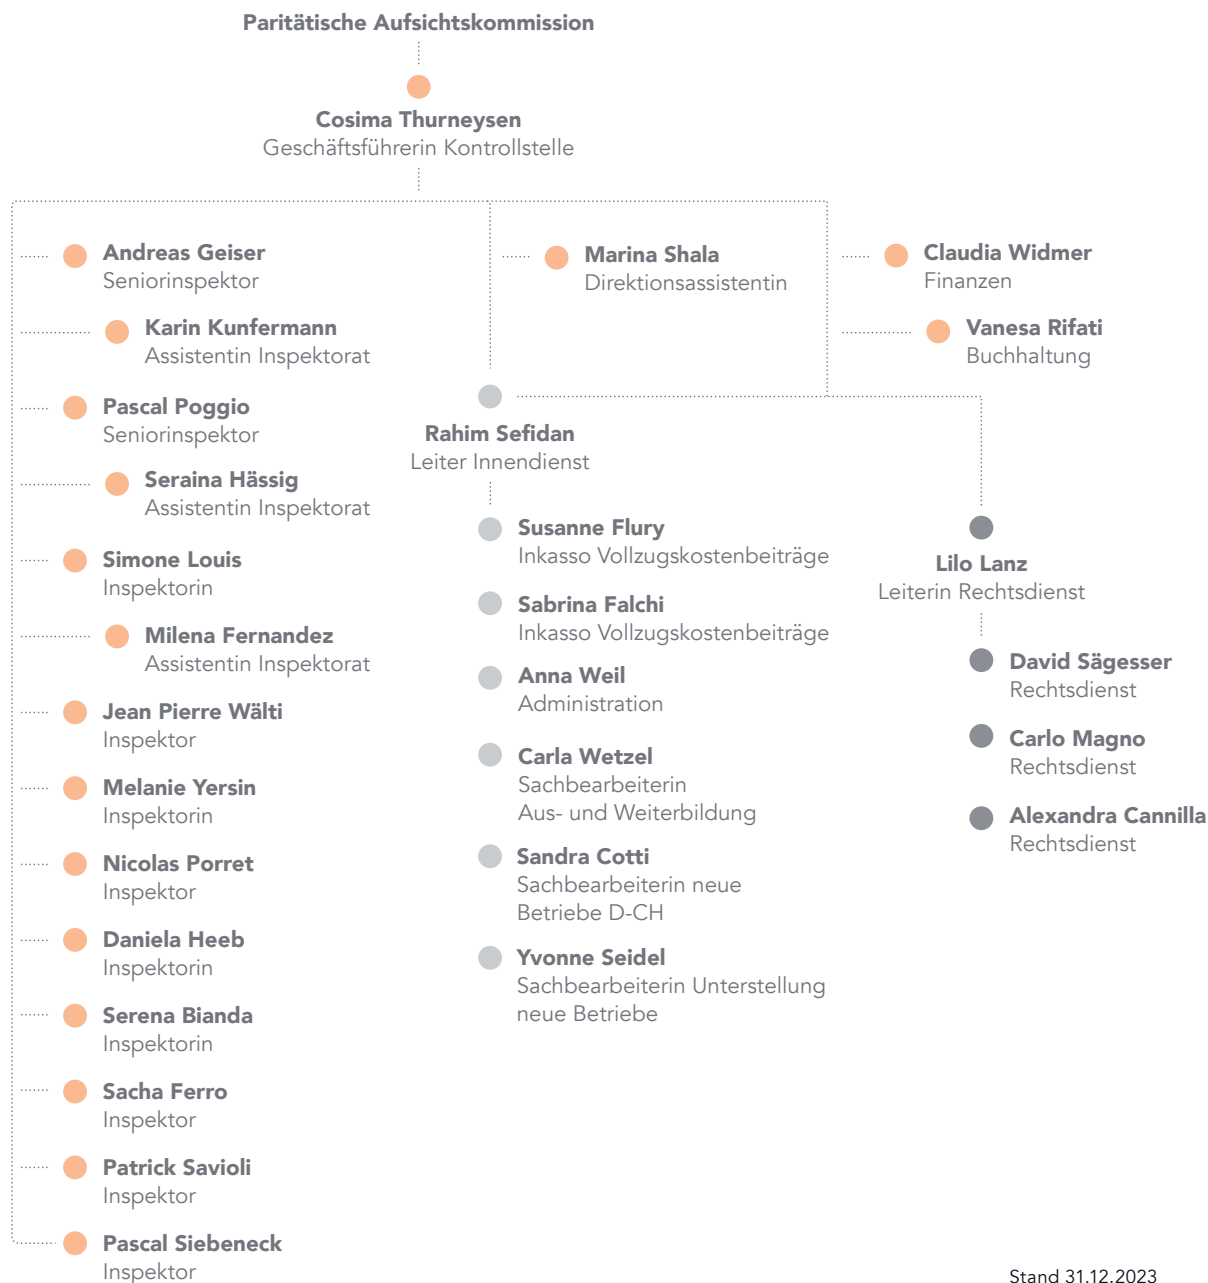 Paritätische Aufsichtskommission
Cosima Thurneysen
Geschäftsführerin Kontrollstelle
Andreas Geiser
Seniorinspektor
Karin Kunfermann
Assistentin Inspektorat
Pascal Poggio
Seniorinspektor
Seraina Hässig
Assistentin Inspektorat
Simone Louis
Inspektorin
Milena Fernandez
Assistentin Inspektorat
Jean Pierre Wälti
Inspektor
Melanie Yersin
Inspektorin
Nicolas Porret
Inspektor
Daniela Heeb
Inspektorin
Serena Bianda
Inspektorin
Sacha Ferro
Inspektor
Patrick Savioli
Inspektor
Pascal Siebeneck
Inspektor
Marina Shala
Direktionsassistentin
Rahim Sefidan
Leiter Innendienst
Susanne Flury
Inkasso Vollzugskostenbeiträge
Sabrina Falchi
Inkasso Vollzugskostenbeiträge
Anna Weil
Administration
Carla Wetzel
Sachbearbeiterin
Aus- und Weiterbildung
Sandra Cotti
Sachbearbeiterin neue
Betriebe D-CH
Yvonne Seidel
Sachbearbeiterin Unterstellung
neue Betriebe
Claudia Widmer
Finanzen
Vanesa Rifati
Buchhaltung
Lilo Lanz
Leiterin Rechtsdienst
David Sägesser
Rechtsdienst
Carlo Magno
Rechtsdienst
Alexandra Cannilla
Rechtsdienst
Stand 31.12.2023